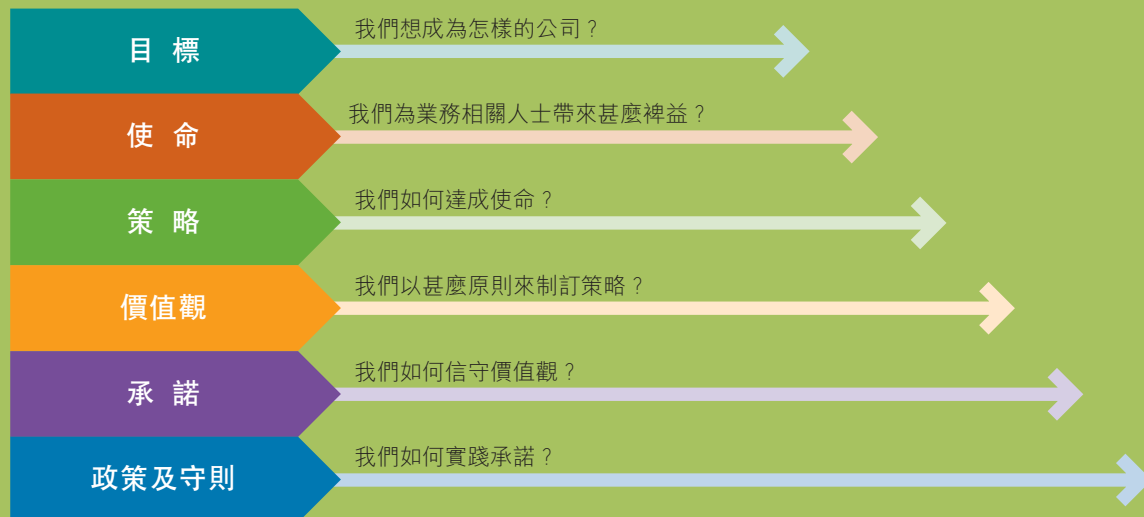 目標
我們想成為怎樣的公司？
使命
我們為業務相關人士帶來甚麼裨益？
策略
我們如何達成使命？
價值觀
我們以甚麼原則來制訂策略？
承諾
我們如何信守價值觀？
政策及守則
我們如何實踐承諾？